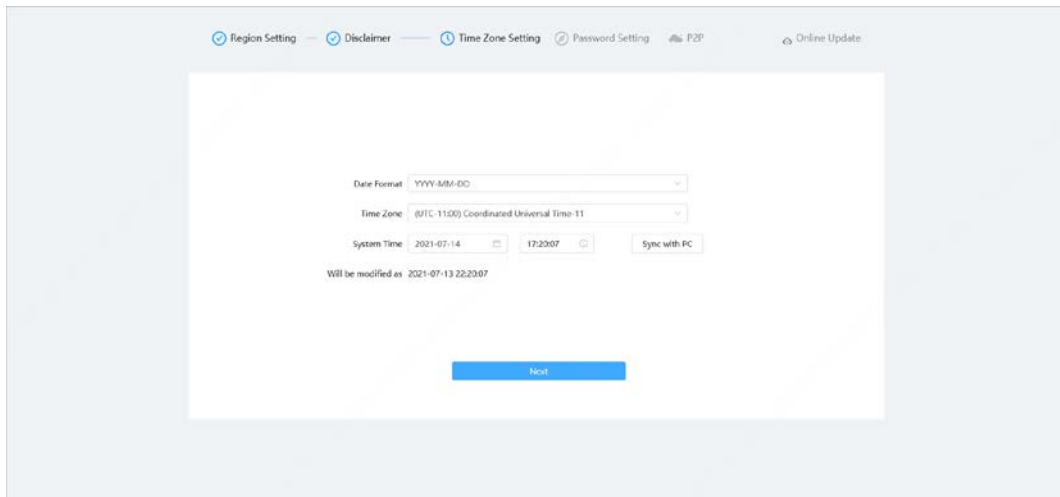 Region Setting Disclaimer Time Zone Setting Password Setting P2P Online Update
Date Format YYYY-MM-DD
Time Zone (UTC-11:00) Coordinated Universal Time-11
System Time 2021-07-14 17:20:07 Sync with PC
Will be modified as 2021-07-13 22:20:07
Next